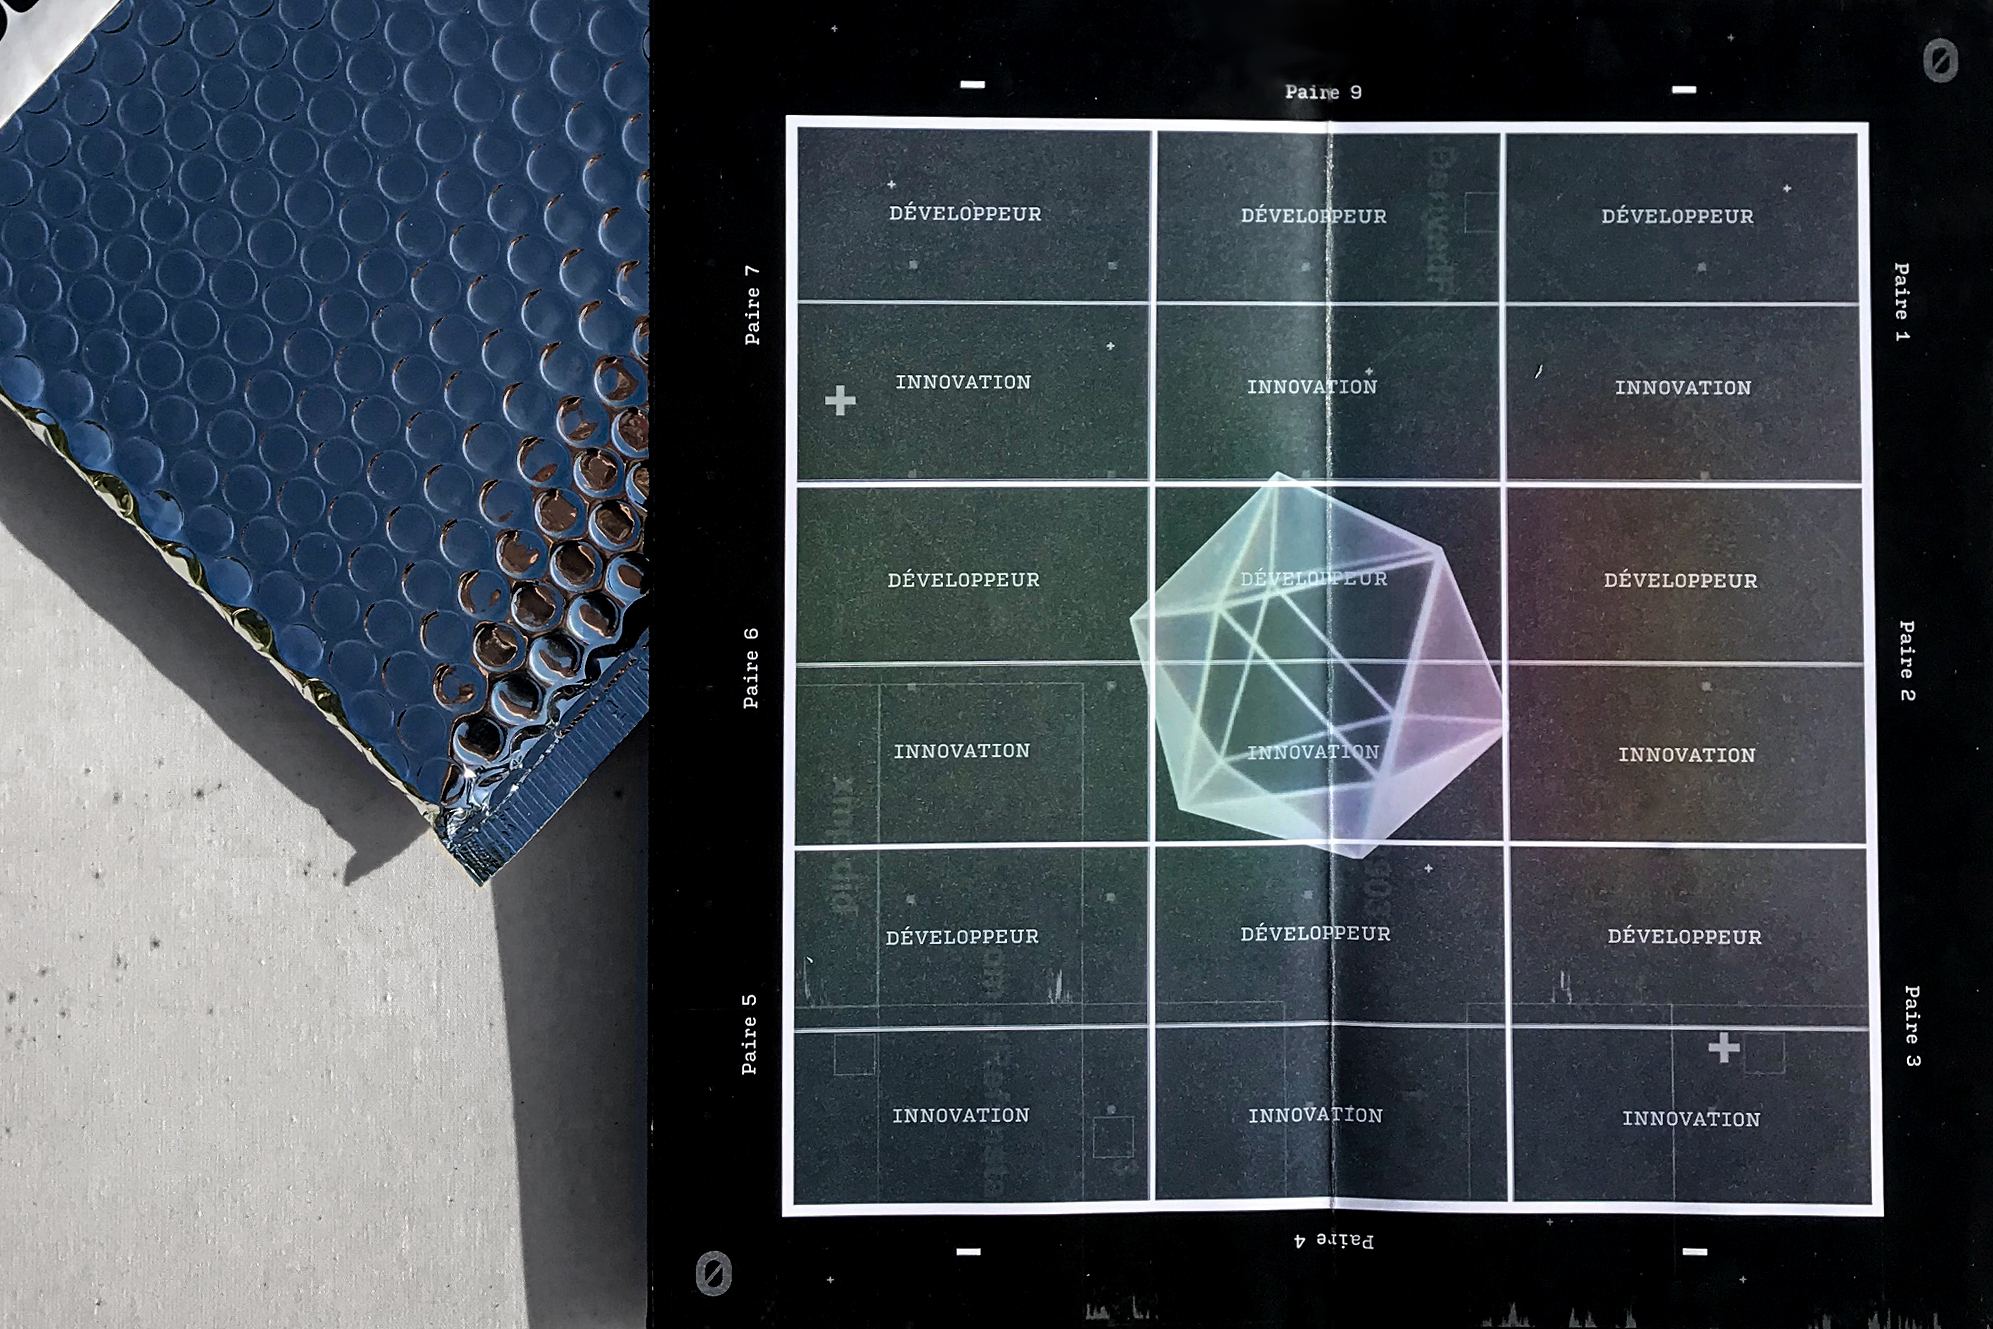 Ø
Paire 9
DÉVELOPPEUR DÉVELOPPEUR DÉVELOPPEUR
Paire 7
Paire 1
INNOVATION INNOVATION INNOVATION
DÉVELOPPEUR DÉVELOPPEUR DÉVELOPPEUR
Paire 6
Paire 2
INNOVATION INNOVATION INNOVATION
DÉVELOPPEUR DÉVELOPPEUR DÉVELOPPEUR
Paire 5
Paire 3
INNOVATION INNOVATION INNOVATION
Paire 4
Ø